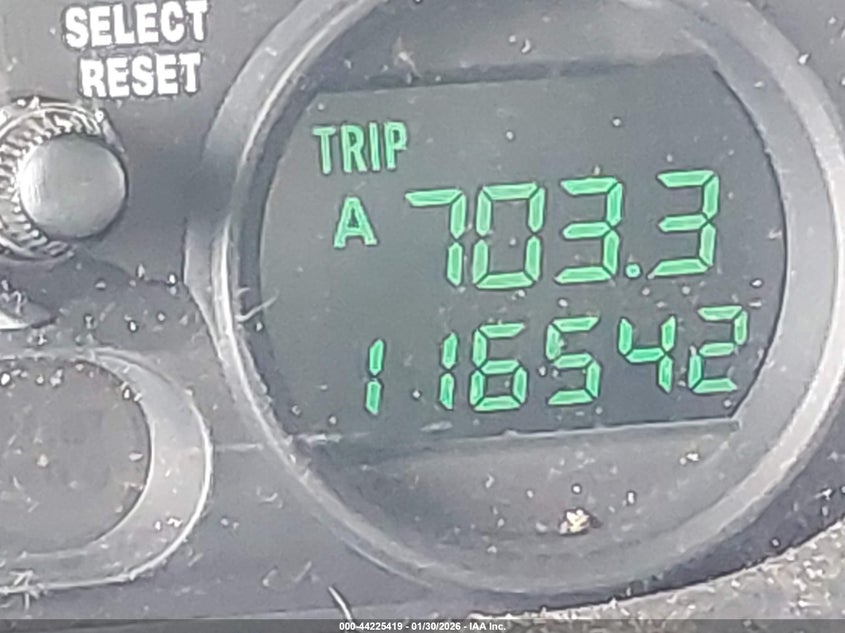 SELECT
RESET
TRIP
A 703.3
116542
000-44225419 - 01/30/2026 - IAA Inc.